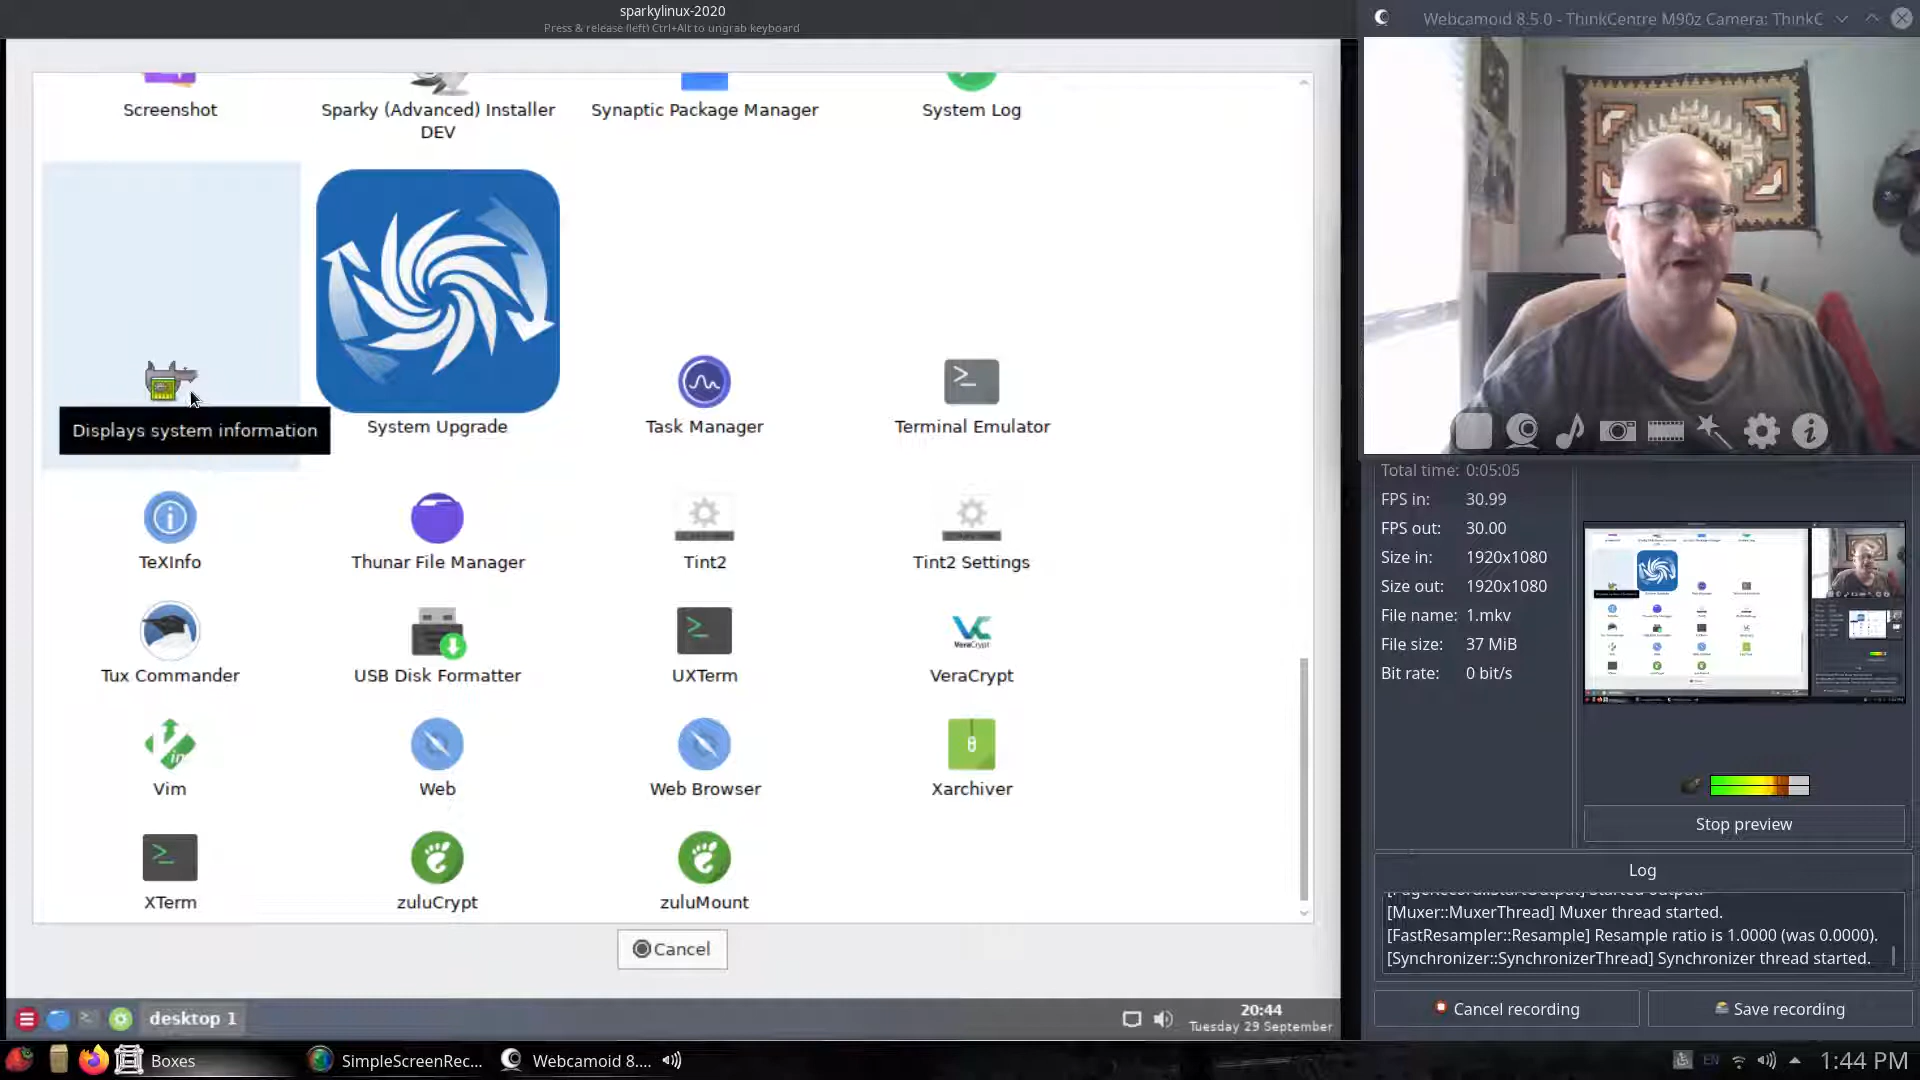 sparkylinux-2020
Press & release (left) Ctrl+Alt to ungrab keyboard
Webcamoid 8.5.0 - ThinkCentre M90z Camera: ThinkC
Screenshot
Sparky (Advanced) Installer
DEV
Synaptic Package Manager
System Log
Displays system information
System Upgrade
Task Manager
Terminal Emulator
TeXInfo
Thunar File Manager
Tint2
Tint2 Settings
Tux Commander
USB Disk Formatter
UXTerm
VeraCrypt
VeraCrypt
Vim
Web
Web Browser
Xarchiver
XTerm
zuluCrypt
zuluMount
Cancel
desktop 1
20:44
Tuesday 29 September
Total time: 0:05:05
FPS in: 30.99
FPS out: 30.00
Size in: 1920x1080
Size out: 1920x1080
File name: 1.mkv
File size: 37 MiB
Bit rate: 0 bit/s
Stop preview
Log
[PageRecord::StartOutput] Started output.
[Muxer::MuxerThread] Muxer thread started.
[FastResampler::Resample] Resample ratio is 1.0000 (was 0.0000).
[Synchronizer::SynchronizerThread] Synchronizer thread started.
Cancel recording
Save recording
Boxes
SimpleScreenRec...
Webcamoid 8....
EN
1:44 PM